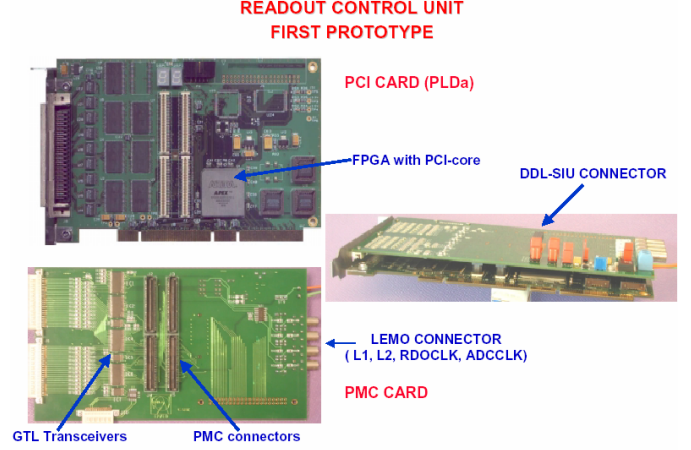 READOUT CONTROL UNIT
FIRST PROTOTYPE
PCI CARD (PLDa)
FPGA with PCI-core
DDL-SIU CONNECTOR
APEX
LEMO CONNECTOR
( L1, L2, RDOCLK, ADCCLK)
PMC CARD
GTL Transceivers
PMC connectors